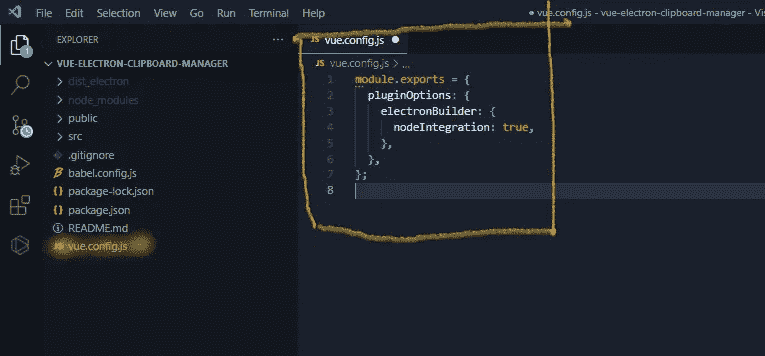 File Edit Selection View Go Run Terminal Help
● vue.config.js - vue-electron-clipboard-manager - Vis
EXPLORER
VUE-ELECTRON-CLIPBOARD-MANAGER
> dist_electron
> node_modules
> public
> src
.gitignore
babel.config.js
{} package-lock.json
{} package.json
README.md
JS vue.config.js
JS vue.config.js ●
JS vue.config.js > ...
1 module.exports = {
2 pluginOptions: {
3 electronBuilder: {
4 nodeIntegration: true,
5 },
6 },
7 };
8